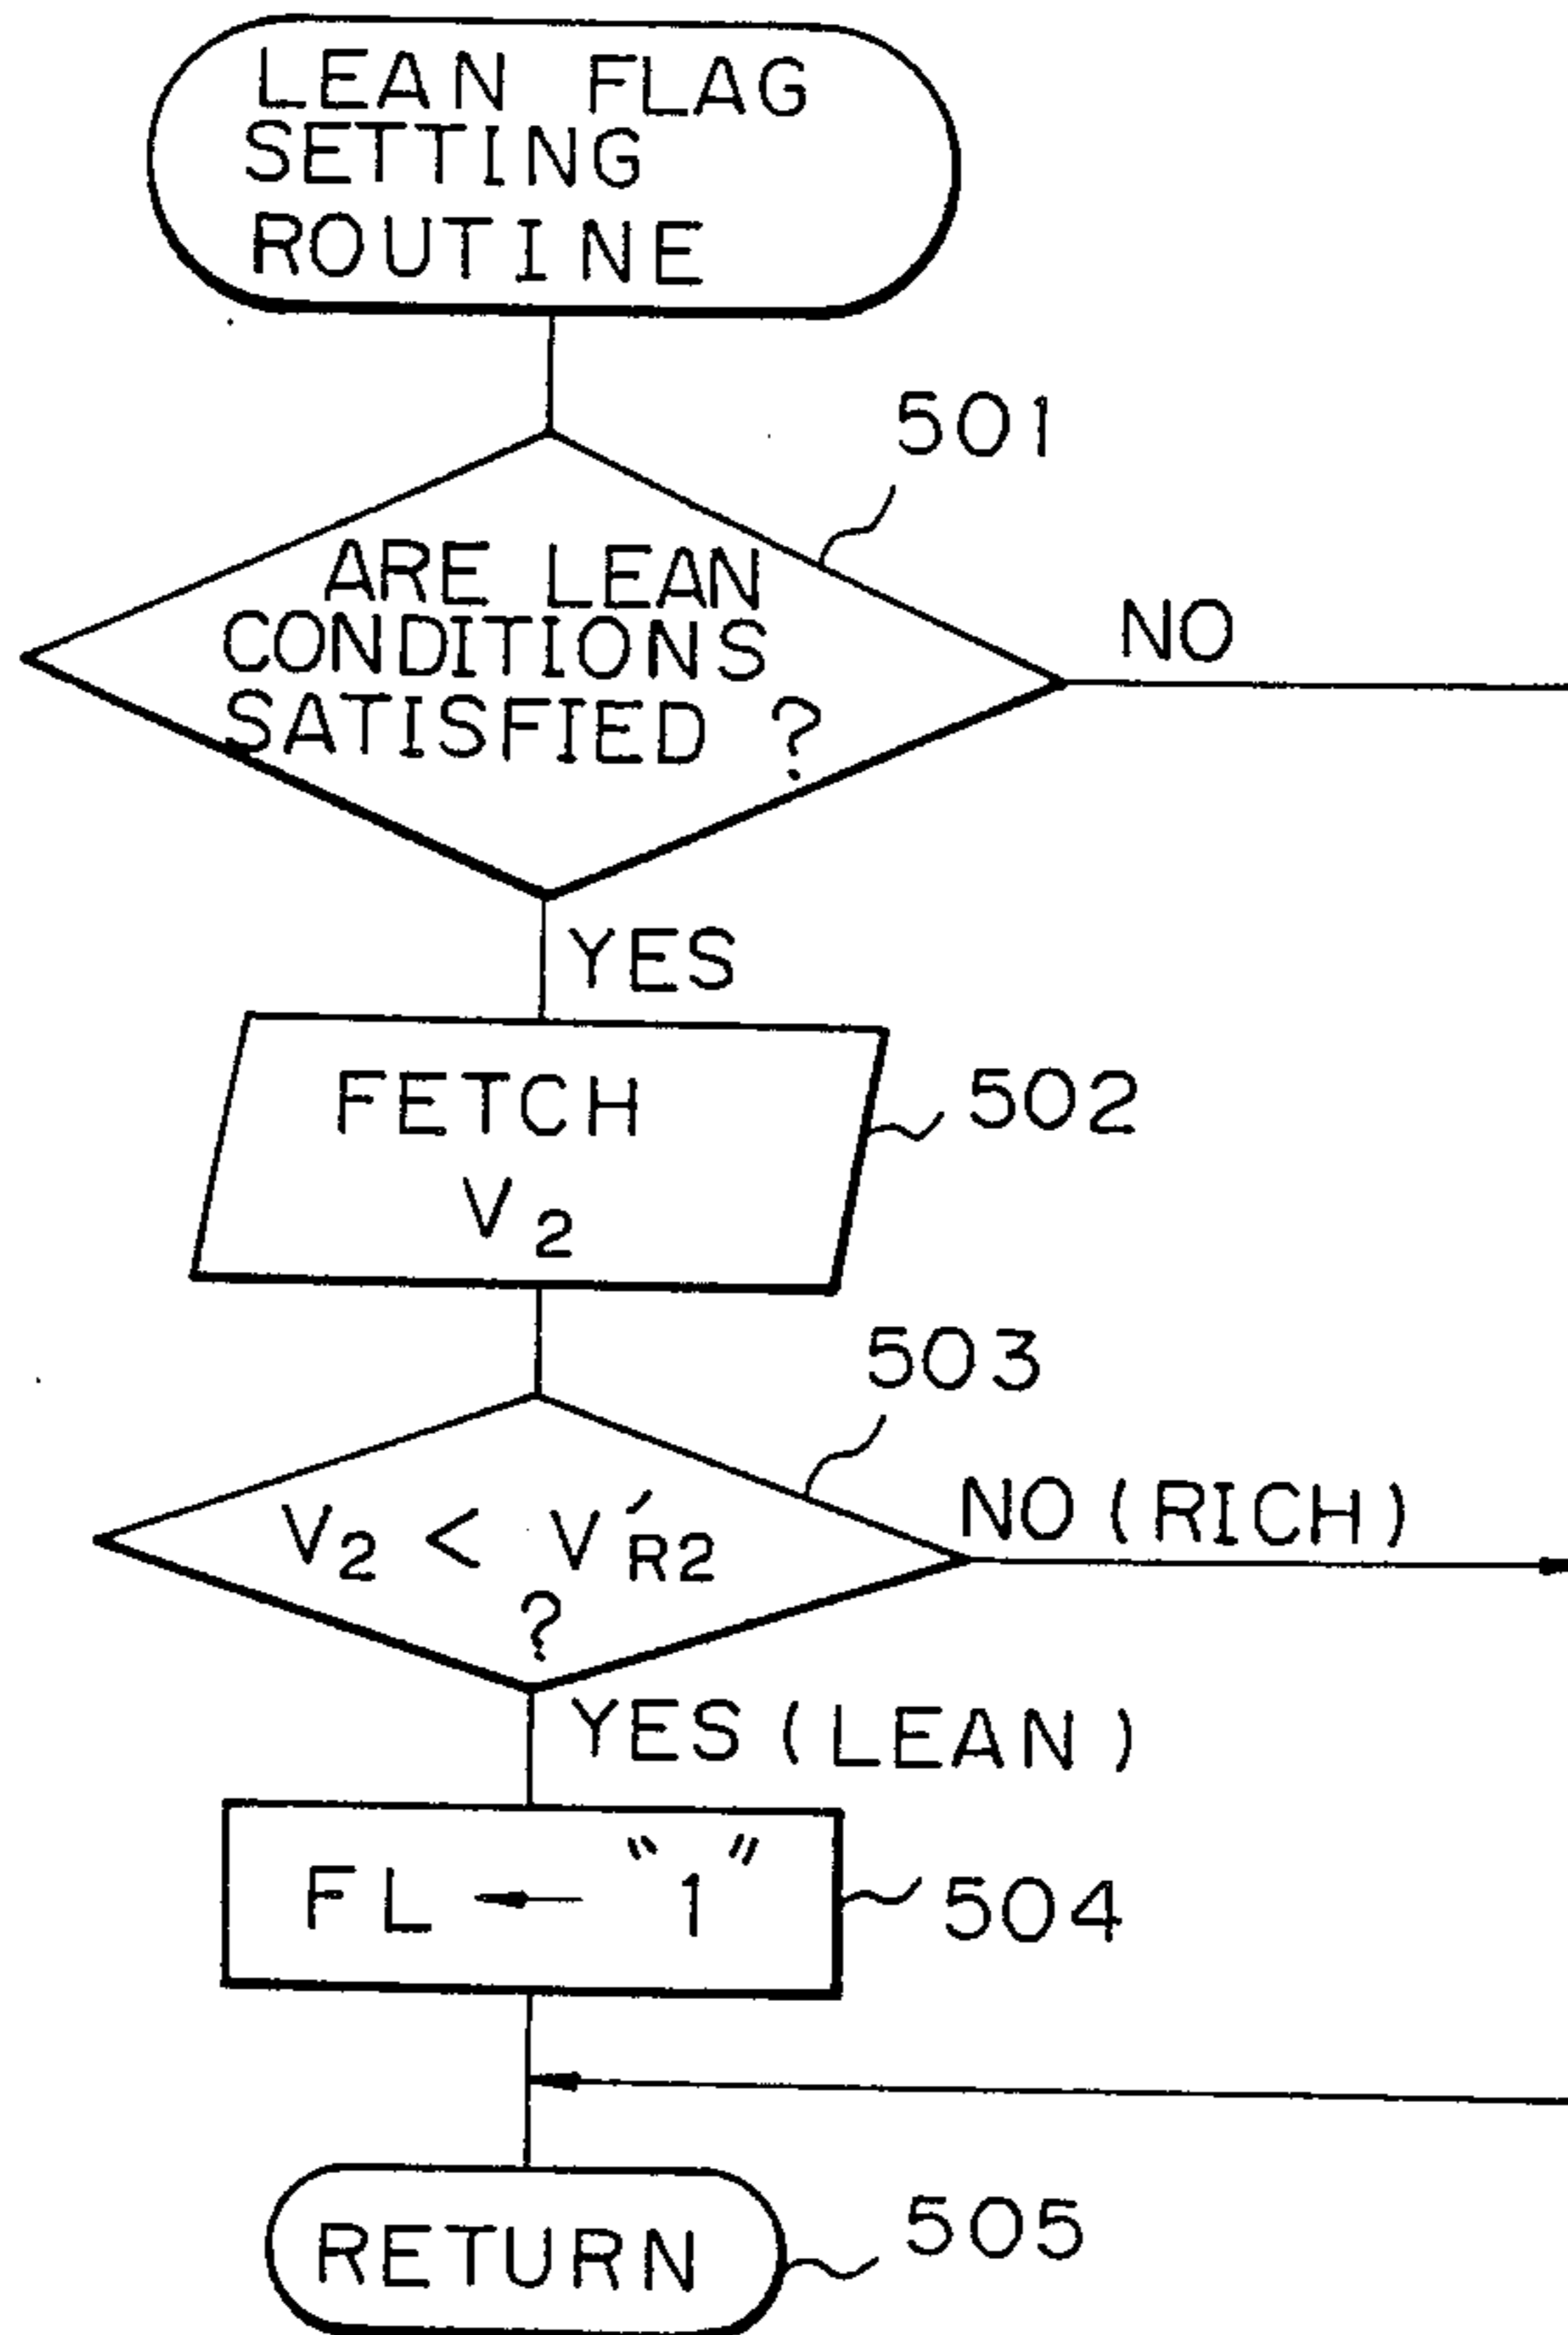 LEAN FLAG
SETTING
ROUTINE
501
ARE LEAN
CONDITIONS
SATISFIED ?
NO
YES
FETCH
V2
502
503
V2 < V'R2
?
NO (RICH)
YES (LEAN)
FL ← "1"
504
RETURN
505